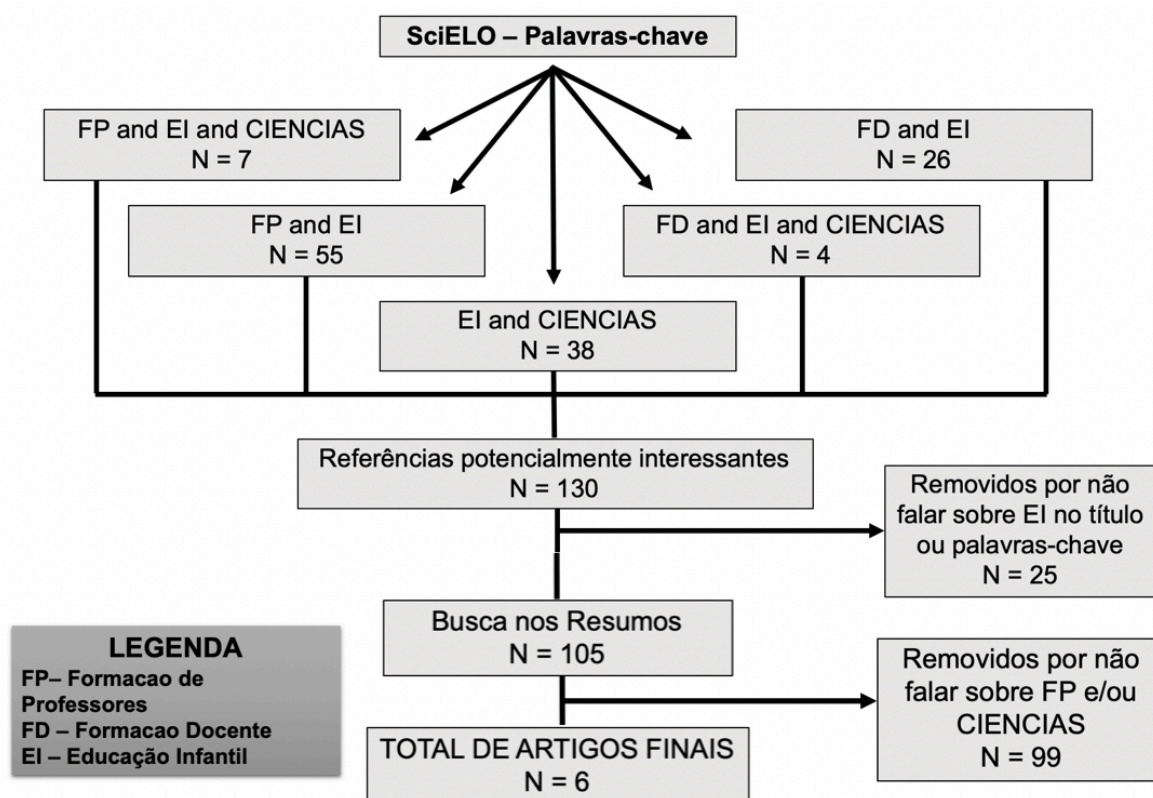 SciELO – Palavras-chave
FP and EI and CIENCIAS
N = 7
FD and EI
N = 26
FP and EI
N = 55
FD and EI and CIENCIAS
N = 4
EI and CIENCIAS
N = 38
Referências potencialmente interessantes
N = 130
Removidos por não
falar sobre EI no título
ou palavras-chave
N = 25
Busca nos Resumos
N = 105
Removidos por não
falar sobre FP e/ou
CIENCIAS
N = 99
TOTAL DE ARTIGOS FINAIS
N = 6
LEGENDA
FP– Formacao de
Professores
FD – Formacao Docente
EI – Educação Infantil